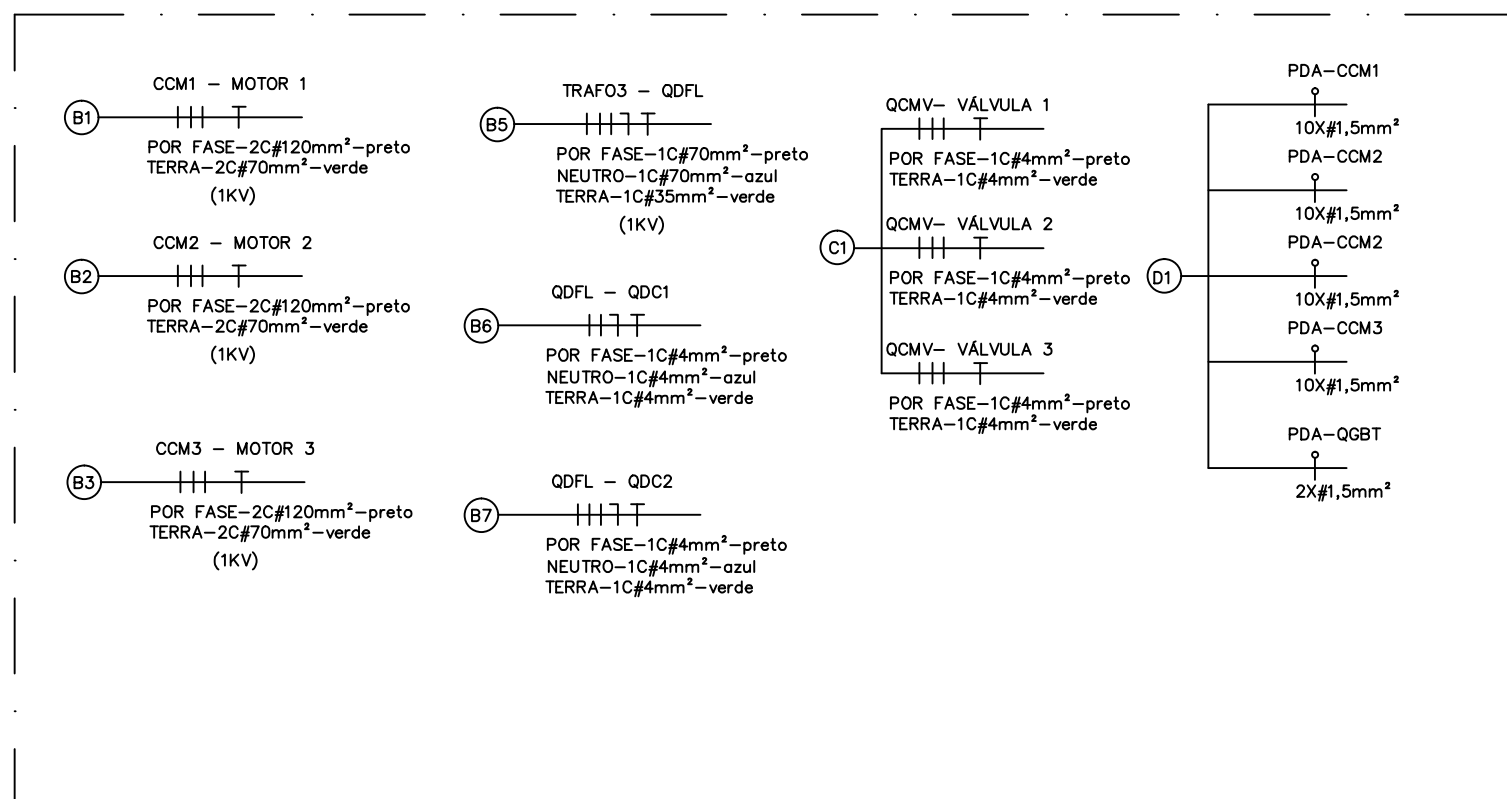 B1
CCM1 - MOTOR 1
POR FASE-2C#120mm²-preto
TERRA-2C#70mm²-verde
(1KV)
B2
CCM2 - MOTOR 2
POR FASE-2C#120mm²-preto
TERRA-2C#70mm²-verde
(1KV)
B3
CCM3 - MOTOR 3
POR FASE-2C#120mm²-preto
TERRA-2C#70mm²-verde
(1KV)
B5
TRAFO3 - QDFL
POR FASE-1C#70mm²-preto
NEUTRO-1C#70mm²-azul
TERRA-1C#35mm²-verde
(1KV)
B6
QDFL - QDC1
POR FASE-1C#4mm²-preto
NEUTRO-1C#4mm²-azul
TERRA-1C#4mm²-verde
B7
QDFL - QDC2
POR FASE-1C#4mm²-preto
NEUTRO-1C#4mm²-azul
TERRA-1C#4mm²-verde
C1
QCMV- VÁLVULA 1
POR FASE-1C#4mm²-preto
TERRA-1C#4mm²-verde
QCMV- VÁLVULA 2
POR FASE-1C#4mm²-preto
TERRA-1C#4mm²-verde
QCMV- VÁLVULA 3
POR FASE-1C#4mm²-preto
TERRA-1C#4mm²-verde
D1
PDA-CCM1
10X#1,5mm²
PDA-CCM2
10X#1,5mm²
PDA-CCM2
10X#1,5mm²
PDA-CCM3
10X#1,5mm²
PDA-QGBT
2X#1,5mm²